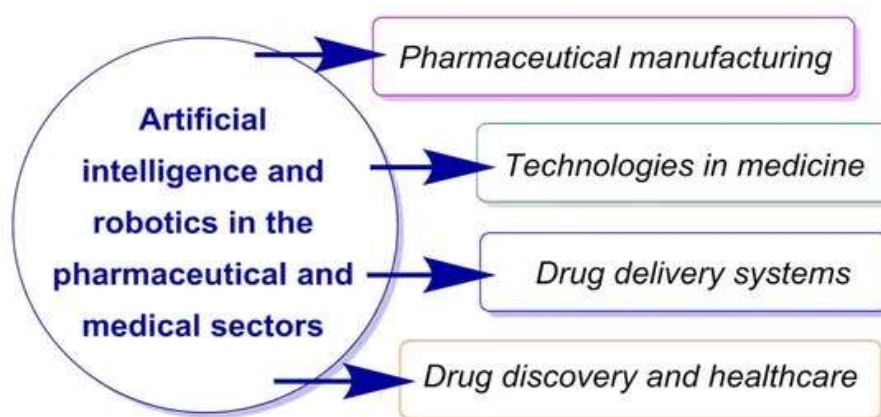 Artificial
intelligence and
robotics in the
pharmaceutical and
medical sectors
Pharmaceutical manufacturing
Technologies in medicine
Drug delivery systems
Drug discovery and healthcare